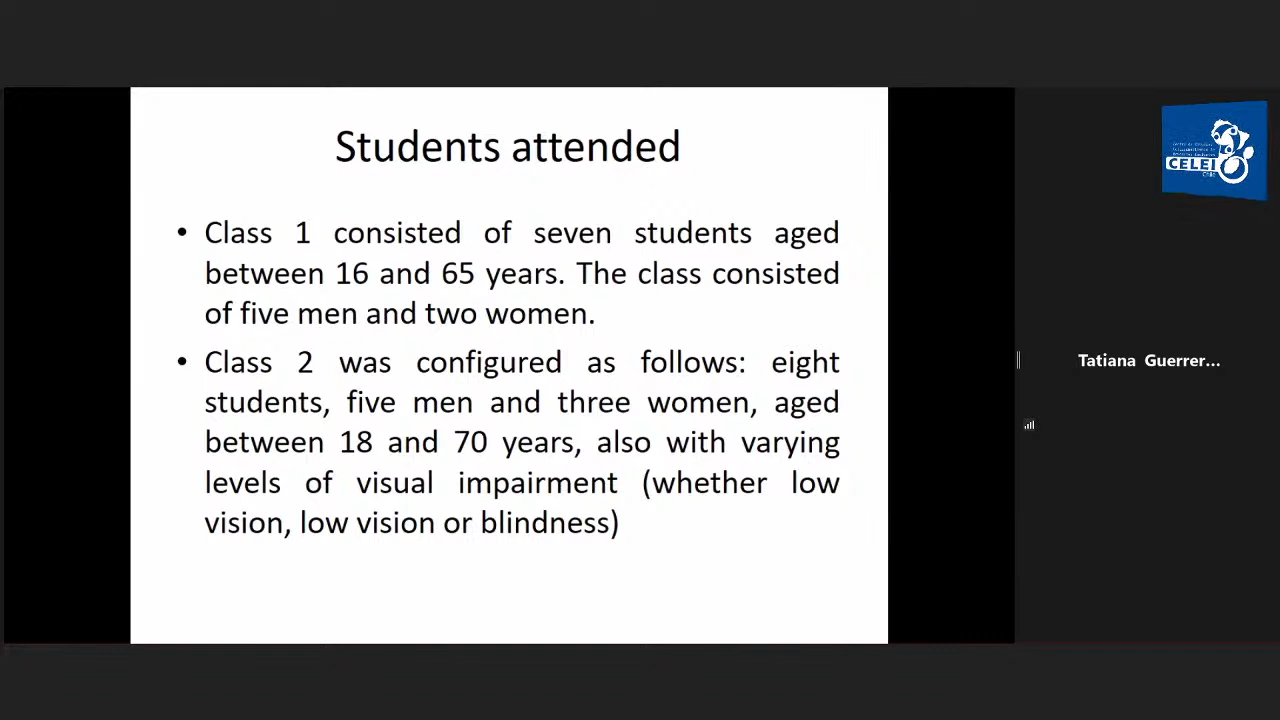 Students attended
• Class 1 consisted of seven students aged
between 16 and 65 years. The class consisted
of five men and two women.
• Class 2 was configured as follows: eight
students, five men and three women, aged
between 18 and 70 years, also with varying
levels of visual impairment (whether low
vision, low vision or blindness)
CELEI
Tatiana Guerrer...